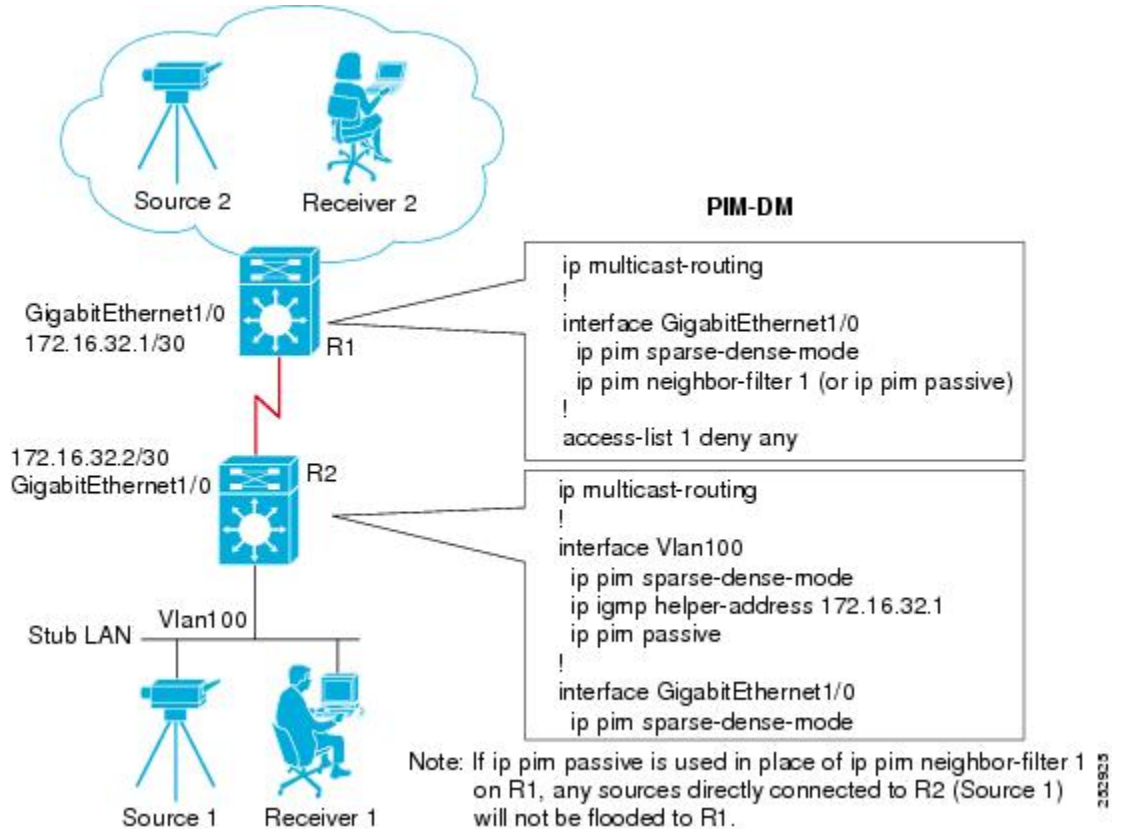 Source 2
Receiver 2
GigabitEthernet1/0
172.16.32.1/30
R1
172.16.32.2/30
GigabitEthernet1/0
R2
Vlan100
Stub LAN
Source 1
Receiver 1
PIM-DM
ip multicast-routing
!
interface GigabitEthernet1/0
ip pim sparse-dense-mode
ip pim neighbor-filter 1 (or ip pim passive)
!
access-list 1 deny any
ip multicast-routing
!
interface Vlan100
ip pim sparse-dense-mode
ip igmp helper-address 172.16.32.1
ip pim passive
!
interface GigabitEthernet1/0
ip pim sparse-dense-mode
Note: If ip pim passive is used in place of ip pim neighbor-filter 1
on R1, any sources directly connected to R2 (Source 1)
will not be flooded to R1.